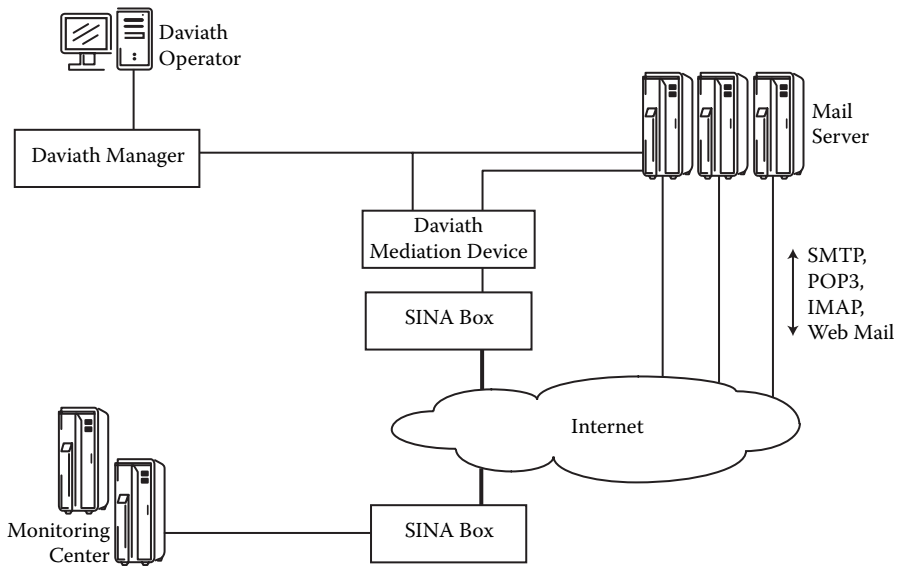 Daviath
Operator
Daviath Manager
Mail
Server
Daviath
Mediation Device
SINA Box
SMTP,
POP3,
IMAP,
Web Mail
Internet
SINA Box
Monitoring
Center